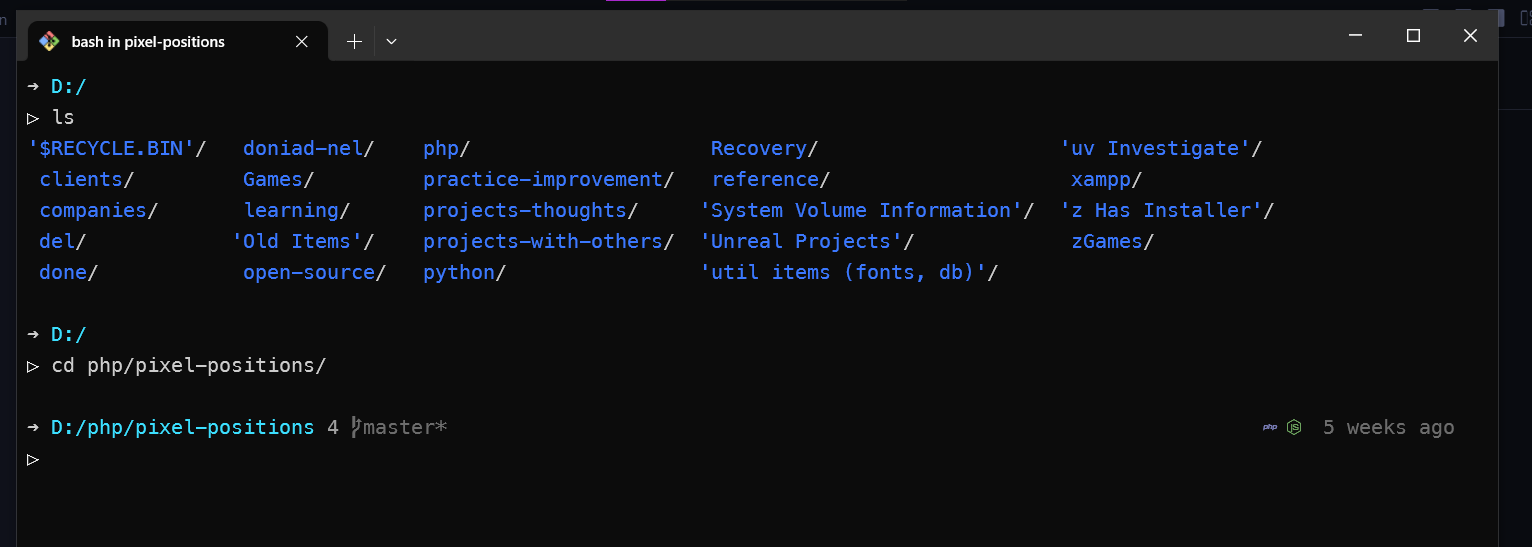 n
bash in pixel-positions
➜ D:/
▷ ls
'$RECYCLE.BIN'/ doniad-nel/ php/ Recovery/ 'uv Investigate'/
clients/ Games/ practice-improvement/ reference/ xampp/
companies/ learning/ projects-thoughts/ 'System Volume Information'/ 'z Has Installer'/
del/ 'Old Items'/ projects-with-others/ 'Unreal Projects'/ zGames/
done/ open-source/ python/ 'util items (fonts, db)'/
➜ D:/
▷ cd php/pixel-positions/
➜ D:/php/pixel-positions 4 master* php JS 5 weeks ago
▷